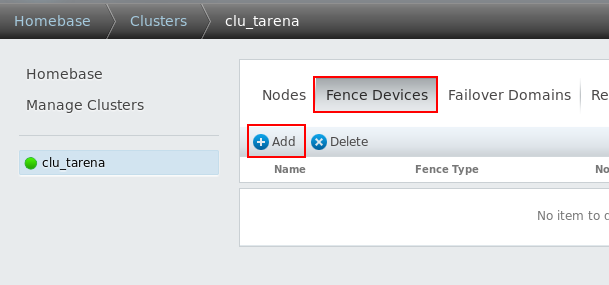 Homebase Clusters clu_tarena
Homebase
Manage Clusters
clu_tarena
Nodes Fence Devices Failover Domains
Add Delete
Name Fence Type
No item to